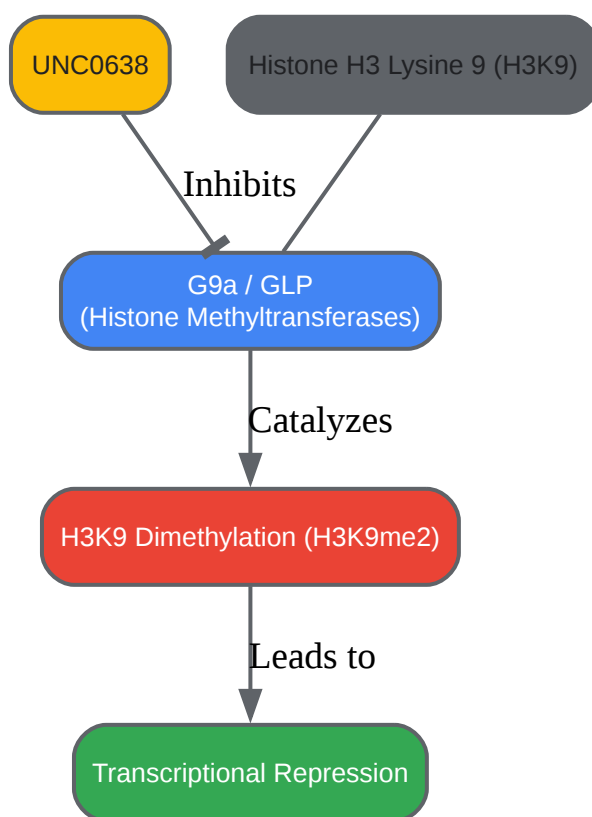 UNC0638
Histone H3 Lysine 9 (H3K9)
Inhibits
G9a / GLP
(Histone Methyltransferases)
Catalyzes
H3K9 Dimethylation (H3K9me2)
Leads to
Transcriptional Repression